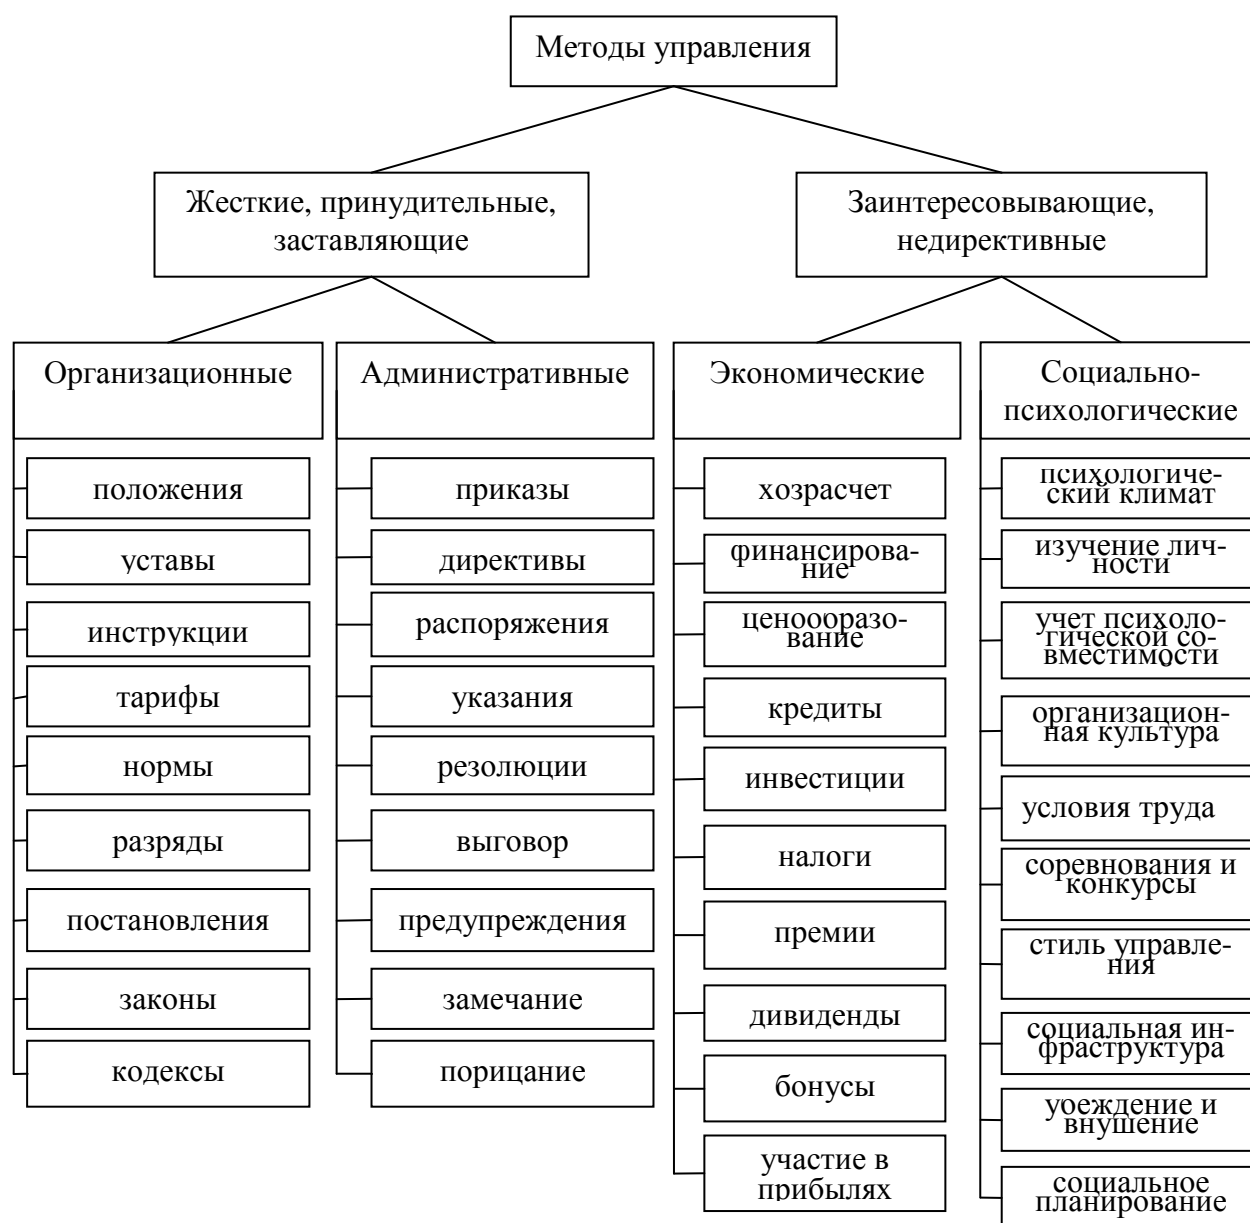 Методы управления
Жесткие, принудительные,
заставляющие
Заинтересовывающие,
недирективные
Организационные
Административные
Экономические
Социально-
психологические
положения
уставы
инструкции
тарифы
нормы
разряды
постановления
законы
кодексы
приказы
директивы
распоряжения
указания
резолюции
выговор
предупреждения
замечание
порицание
хозрасчет
финансирова-
ние
ценообразо-
вание
кредиты
инвестиции
налоги
премии
дивиденды
бонусы
участие в
прибылях
психологиче-
ский климат
изучение лич-
ности
учет психоло-
гической со-
вместимости
организацион-
ная культура
условия труда
соревнования и
конкурсы
стиль управле-
ния
социальная ин-
фраструктура
убеждение и
внушение
социальное
планирование